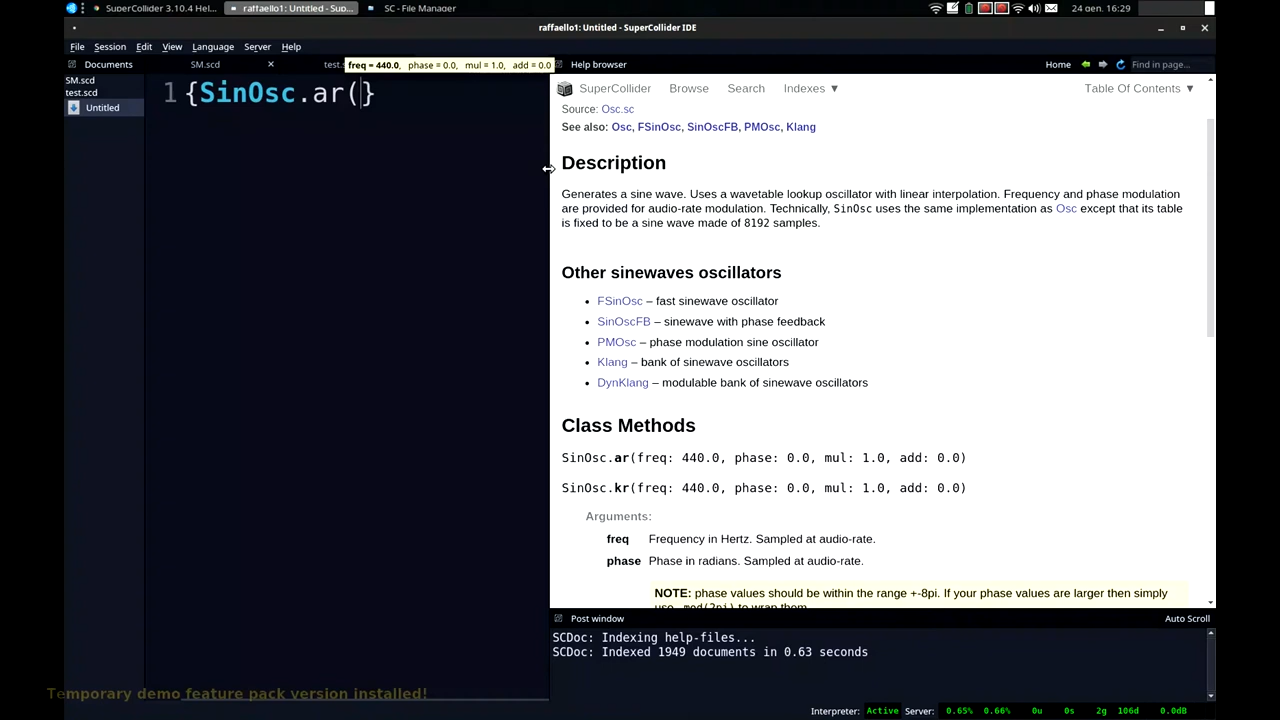 SuperCollider 3.10.4 Hel...
raffaello1: Untitled - Sup...
SC - File Manager
24 gen, 16:29
raffaello1: Untitled - SuperCollider IDE
File Session Edit View Language Server Help
Documents
SM.scd
test.
freq = 440.0, phase = 0.0, mul = 1.0, add = 0.0
Help browser
Home
Find in page...
SM.scd
test.scd
Untitled
1 {SinOsc.ar(}
SuperCollider Browse Search Indexes ▼ Table Of Contents ▼
Source: Osc.sc
See also: Osc, FSinOsc, SinOscFB, PMOsc, Klang
Description
Generates a sine wave. Uses a wavetable lookup oscillator with linear interpolation. Frequency and phase modulation
are provided for audio-rate modulation. Technically, SinOsc uses the same implementation as Osc except that its table
is fixed to be a sine wave made of 8192 samples.
Other sinewaves oscillators
• FSinOsc – fast sinewave oscillator
• SinOscFB – sinewave with phase feedback
• PMOsc – phase modulation sine oscillator
• Klang – bank of sinewave oscillators
• DynKlang – modulable bank of sinewave oscillators
Class Methods
SinOsc.ar(freq: 440.0, phase: 0.0, mul: 1.0, add: 0.0)
SinOsc.kr(freq: 440.0, phase: 0.0, mul: 1.0, add: 0.0)
Arguments:
freq Frequency in Hertz. Sampled at audio-rate.
phase Phase in radians. Sampled at audio-rate.
NOTE: phase values should be within the range +-8pi. If your phase values are larger then simply
use .mod(2pi) to wrap them.
Post window
Auto Scroll
SCDoc: Indexing help-files...
SCDoc: Indexed 1949 documents in 0.63 seconds
Temporary demo feature pack version installed!
Interpreter: Active Server: 0.65% 0.66% 0u 0s 2g 106d 0.0dB